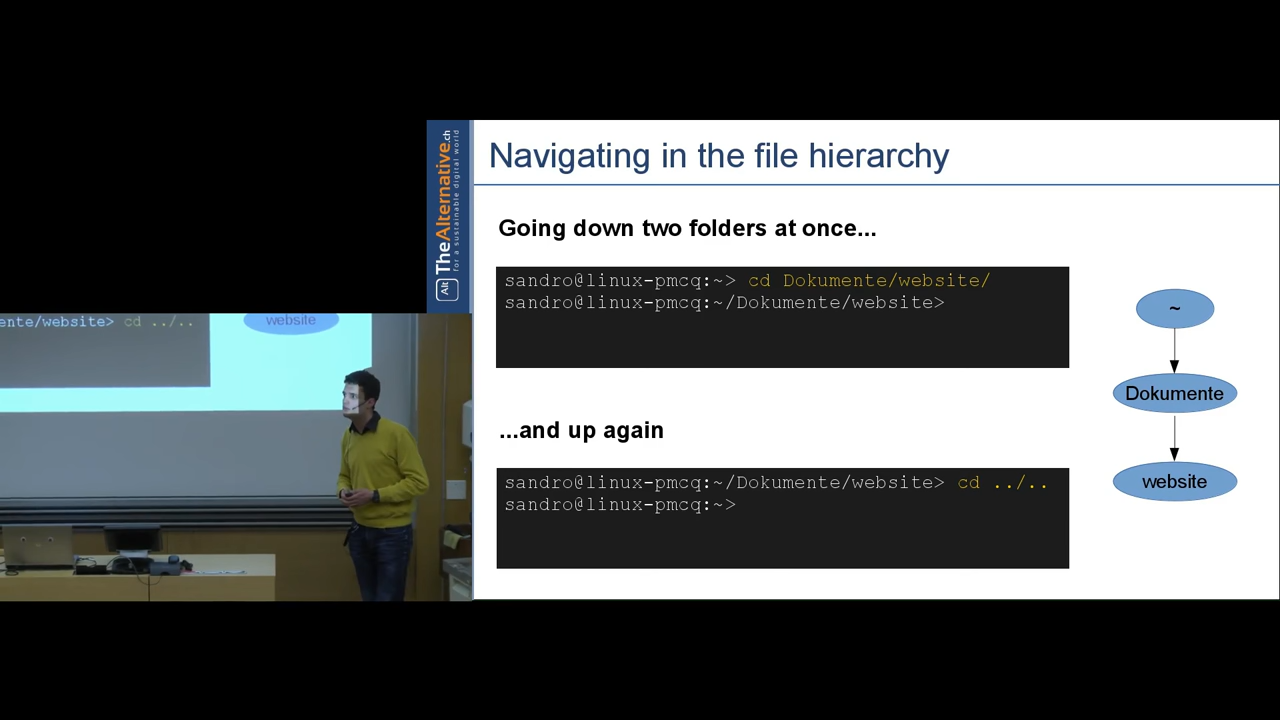 Alt TheAlternative.ch
for a sustainable digital world
Navigating in the file hierarchy
Going down two folders at once...
sandro@linux-pmcq:~> cd Dokumente/website/
sandro@linux-pmcq:~/Dokumente/website>
~
Dokumente
website
...and up again
sandro@linux-pmcq:~/Dokumente/website> cd ../..
sandro@linux-pmcq:~>
ente/website> cd ../..
website